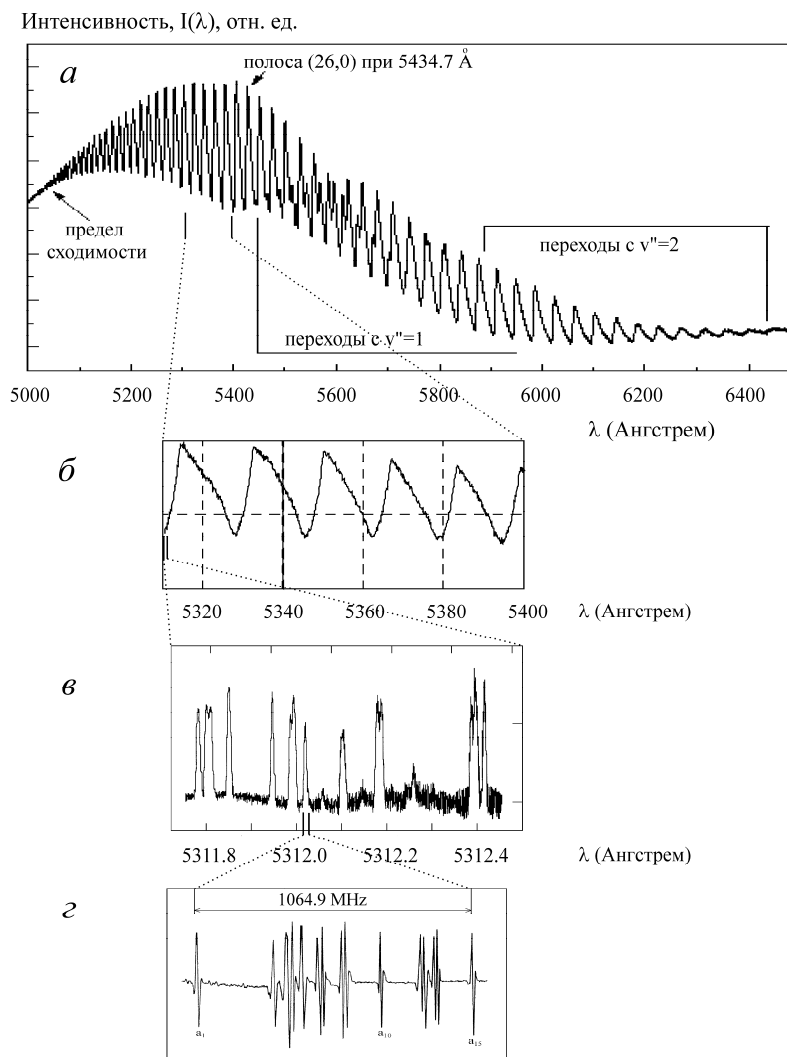 Интенсивность, I(λ), отн. ед.
а
полоса (26,0) при 5434.7 Å
предел
сходимости
переходы с v"=2
переходы с v"=1
5000 5200 5400 5600 5800 6000 6200 6400
λ (Ангстрем)
б
5320 5340 5360 5380 5400 λ (Ангстрем)
в
5311.8 5312.0 5312.2 5312.4 λ (Ангстрем)
г
1064.9 MHz
a₁ a₁₀ a₁₅